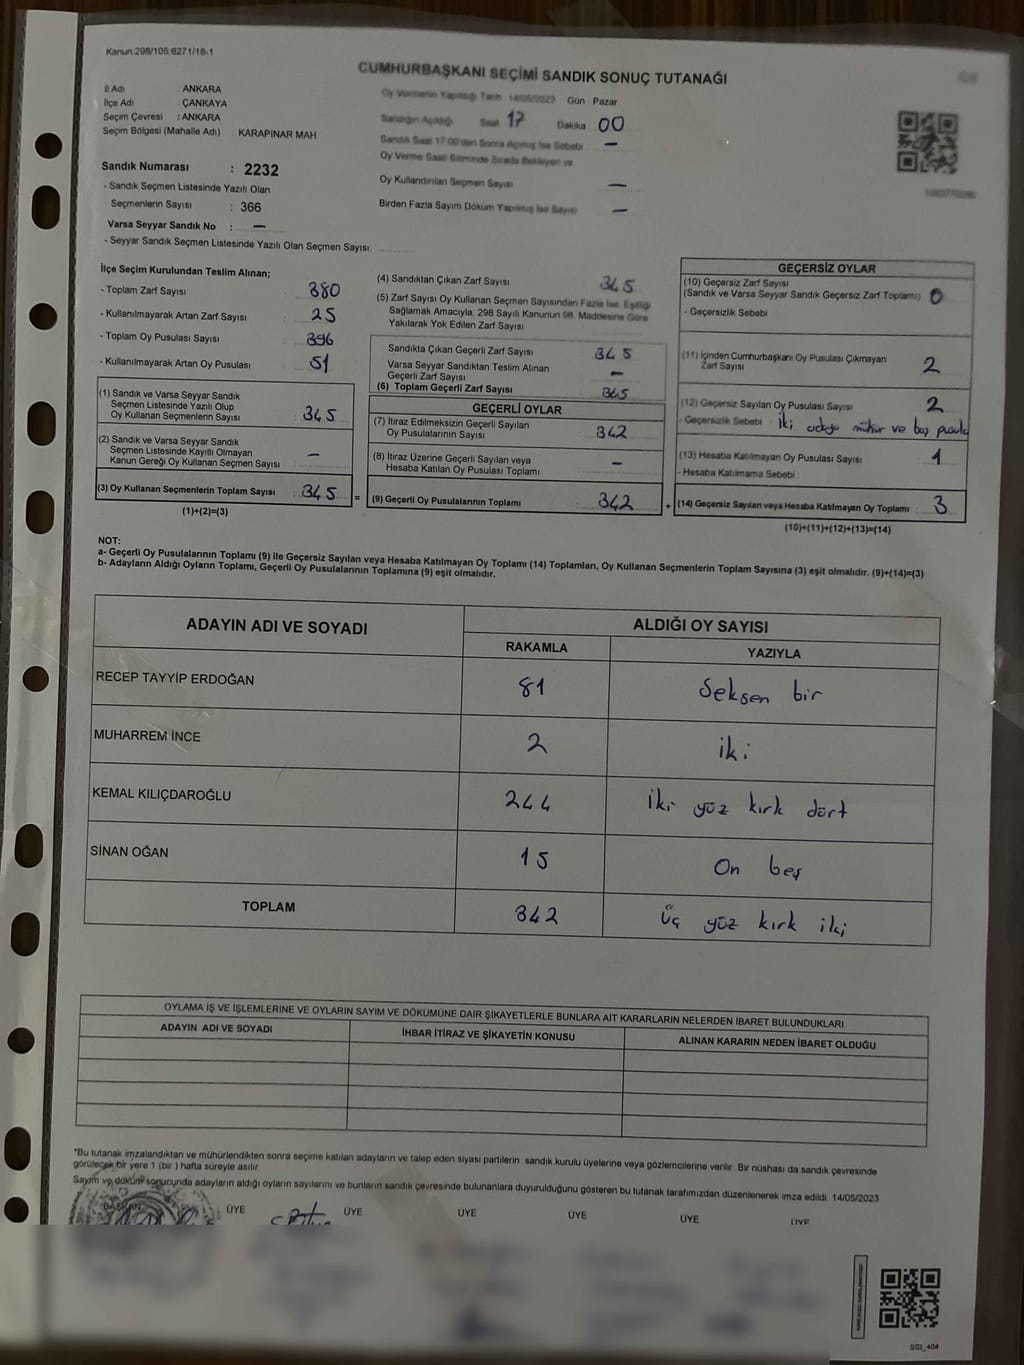 Kanun:298/105 6271/18-1
CUMHURBAŞKANI SEÇİMİ SANDIK SONUÇ TUTANAĞI
İl Adı ANKARA
İlçe Adı : ÇANKAYA
Seçim Çevresi : ANKARA
Seçim Bölgesi (Mahalle Adı) : KARAPINAR MAH
Oy Vermenin Yapıldığı Tarih 14/05/2023 Gün Pazar
Sandığın Açıldığı Saat 17 Dakika 00
Sandık Saat 17:00'den Sonra Açılmış İse Sebebi —
Oy Verme Saati Bitiminde Sırada Bekleyen ve
Oy Kullandırılan Seçmen Sayısı —
Birden Fazla Sayım Döküm Yapılmış İse Sayısı —
Sandık Numarası : 2232
- Sandık Seçmen Listesinde Yazılı Olan
Seçmenlerin Sayısı : 366
Varsa Seyyar Sandık No : —
- Seyyar Sandık Seçmen Listesinde Yazılı Olan Seçmen Sayısı
İlçe Seçim Kurulundan Teslim Alınan;
- Toplam Zarf Sayısı 380
- Kullanılmayarak Artan Zarf Sayısı : 25
- Toplam Oy Pusulası Sayısı 396
- Kullanılmayarak Artan Oy Pusulası 51
(1) Sandık ve Varsa Seyyar Sandık
Seçmen Listesinde Yazılı Olup
Oy Kullanan Seçmenlerin Sayısı 345
(2) Sandık ve Varsa Seyyar Sandık
Seçmen Listesinde Kayıtlı Olmayan
Kanun Gereği Oy Kullanan Seçmen Sayısı —
(3) Oy Kullanan Seçmenlerin Toplam Sayısı 345 =
(1)+(2)=(3)
(4) Sandıktan Çıkan Zarf Sayısı 345
(5) Zarf Sayısı Oy Kullanan Seçmen Sayısından Fazla İse, Eşitliği
Sağlamak Amacıyla, 298 Sayılı Kanunun 98. Maddesine Göre
Yakılarak Yok Edilen Zarf Sayısı
Sandıkta Çıkan Geçerli Zarf Sayısı 345
Varsa Seyyar Sandıktan Teslim Alınan
Geçerli Zarf Sayısı —
(6) Toplam Geçerli Zarf Sayısı 345
GEÇERLİ OYLAR
(7) İtiraz Edilmeksizin Geçerli Sayılan
Oy Pusulalarının Sayısı 342
(8) İtiraz Üzerine Geçerli Sayılan veya
Hesaba Katılan Oy Pusulası Toplamı —
(9) Geçerli Oy Pusulalarının Toplamı 342 +
GEÇERSİZ OYLAR
(10) Geçersiz Zarf Sayısı
(Sandık ve Varsa Seyyar Sandık Geçersiz Zarf Toplamı) 0
- Geçersizlik Sebebi
(11) İçinden Cumhurbaşkanı Oy Pusulası Çıkmayan
Zarf Sayısı 2
(12) Geçersiz Sayılan Oy Pusulası Sayısı 2
- Geçersizlik Sebebi : İki adaya mühür ve boş pusula
(13) Hesaba Katılmayan Oy Pusulası Sayısı 1
- Hesaba Katılmama Sebebi
(14) Geçersiz Sayılan veya Hesaba Katılmayan Oy Toplamı : 3
(10)+(11)+(12)+(13)=(14)
NOT:
a- Geçerli Oy Pusulalarının Toplamı (9) ile Geçersiz Sayılan veya Hesaba Katılmayan Oy Toplamı (14) Toplamları, Oy Kullanan Seçmenlerin Toplam Sayısına (3) eşit olmalıdır. (9)+(14)=(3)
b- Adayların Aldığı Oyların Toplamı, Geçerli Oy Pusulalarının Toplamına (9) eşit olmalıdır.
ADAYIN ADI VE SOYADI ALDIĞI OY SAYISI
RAKAMLA YAZIYLA
RECEP TAYYİP ERDOĞAN 81 Seksen bir
MUHARREM İNCE 2 iki
KEMAL KILIÇDAROĞLU 244 İki yüz kırk dört
SİNAN OĞAN 15 On beş
TOPLAM 342 Üç yüz kırk iki
OYLAMA İŞ VE İŞLEMLERİNE VE OYLARIN SAYIM VE DÖKÜMÜNE DAİR ŞİKAYETLERLE BUNLARA AİT KARARLARIN NELERDEN İBARET BULUNDUKLARI
ADAYIN ADI VE SOYADI İHBAR İTİRAZ VE ŞİKAYETİN KONUSU ALINAN KARARIN NEDEN İBARET OLDUĞU
*Bu tutanak imzalandıktan ve mühürlendikten sonra seçime katılan adayların ve talep eden siyasi partilerin sandık kurulu üyelerine veya gözlemcilerine verilir. Bir nüshası da sandık çevresinde
görülecek bir yere 1 (bir ) hafta süreyle asılır.
Sayım ve döküm sonucunda adayların aldığı oyların sayılarını ve bunların sandık çevresinde bulunanlara duyurulduğunu gösteren bu tutanak tarafımızdan düzenlenerek imza edildi. 14/05/2023
BAŞKAN ÜYE ÜYE ÜYE ÜYE ÜYE ÜYE
SSI_404